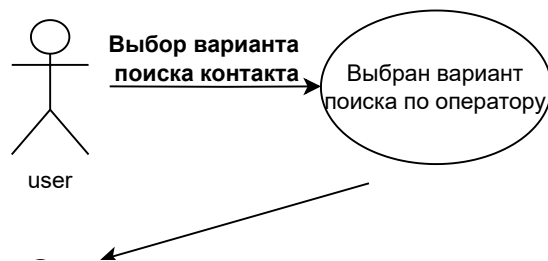 Выбор варианта
поиска контакта
Выбран вариант
поиска по оператору
user